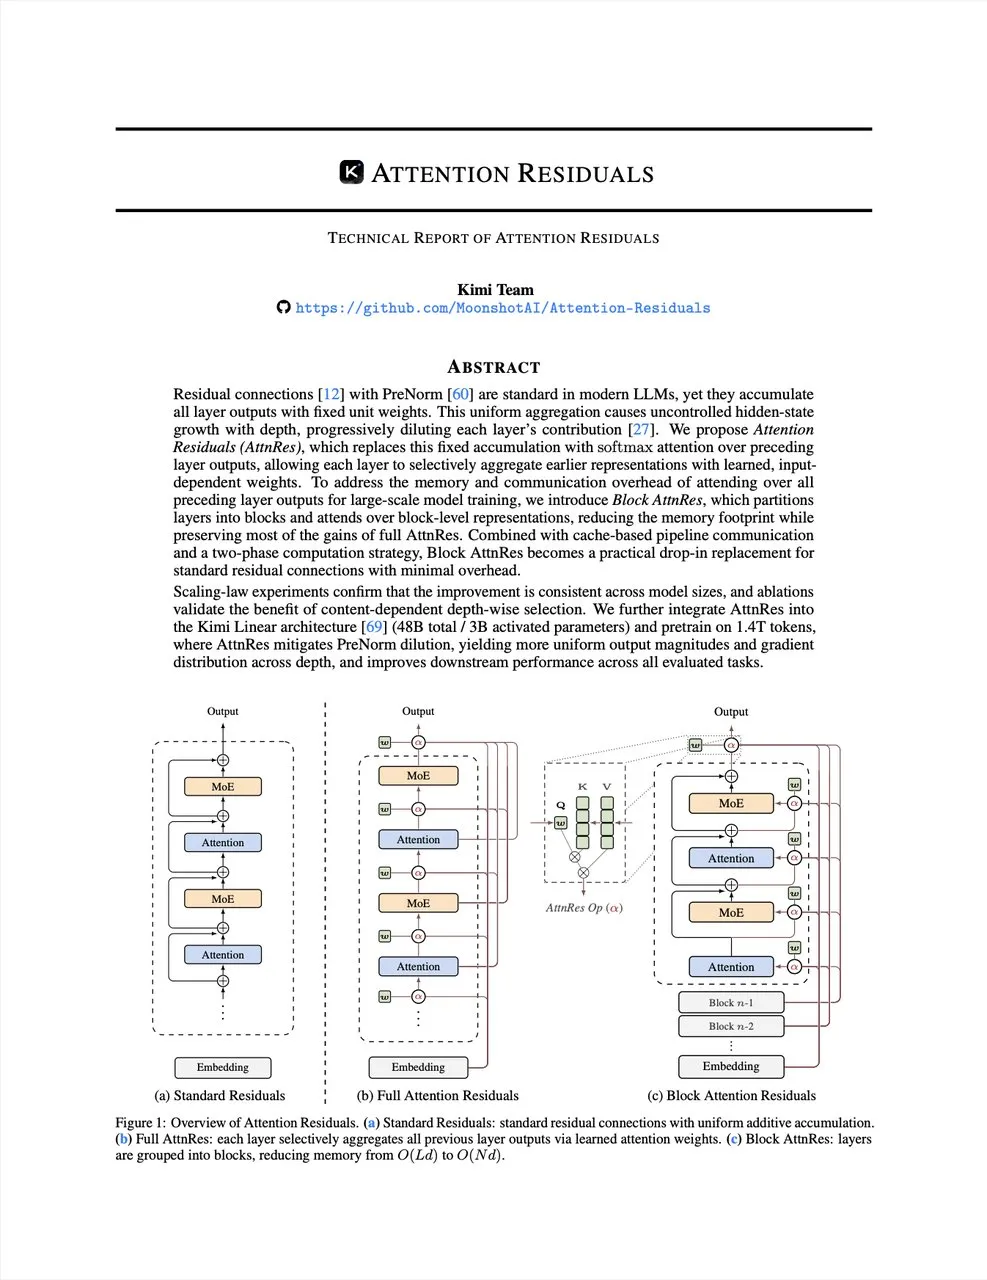 ATTENTION RESIDUALS
TECHNICAL REPORT OF ATTENTION RESIDUALS
Kimi Team
https://github.com/MoonshotAI/Attention-Residuals
ABSTRACT
Residual connections [12] with PreNorm [60] are standard in modern LLMs, yet they accumulate
all layer outputs with fixed unit weights. This uniform aggregation causes uncontrolled hidden-state
growth with depth, progressively diluting each layer's contribution [27]. We propose Attention
Residuals (AttnRes), which replaces this fixed accumulation with softmax attention over preceding
layer outputs, allowing each layer to selectively aggregate earlier representations with learned, input-
dependent weights. To address the memory and communication overhead of attending over all
preceding layer outputs for large-scale model training, we introduce Block AttnRes, which partitions
layers into blocks and attends over block-level representations, reducing the memory footprint while
preserving most of the gains of full AttnRes. Combined with cache-based pipeline communication
and a two-phase computation strategy, Block AttnRes becomes a practical drop-in replacement for
standard residual connections with minimal overhead.
Scaling-law experiments confirm that the improvement is consistent across model sizes, and ablations
validate the benefit of content-dependent depth-wise selection. We further integrate AttnRes into
the Kimi Linear architecture [69] (48B total / 3B activated parameters) and pretrain on 1.4T tokens,
where AttnRes mitigates PreNorm dilution, yielding more uniform output magnitudes and gradient
distribution across depth, and improves downstream performance across all evaluated tasks.
Output
MoE
Attention
MoE
Attention
⋮
Embedding
(a) Standard Residuals
Output
w α
MoE
w α
Attention
w α
MoE
w α
Attention
w α
⋮
Embedding
(b) Full Attention Residuals
K V
Q
w
AttnRes Op (α)
Output
w α
w
MoE α
w
Attention α
w
MoE α
w
Attention α
Block n-1
Block n-2
⋮
Embedding
(c) Block Attention Residuals
Figure 1: Overview of Attention Residuals. (a) Standard Residuals: standard residual connections with uniform additive accumulation.
(b) Full AttnRes: each layer selectively aggregates all previous layer outputs via learned attention weights. (c) Block AttnRes: layers
are grouped into blocks, reducing memory from O(Ld) to O(Nd).